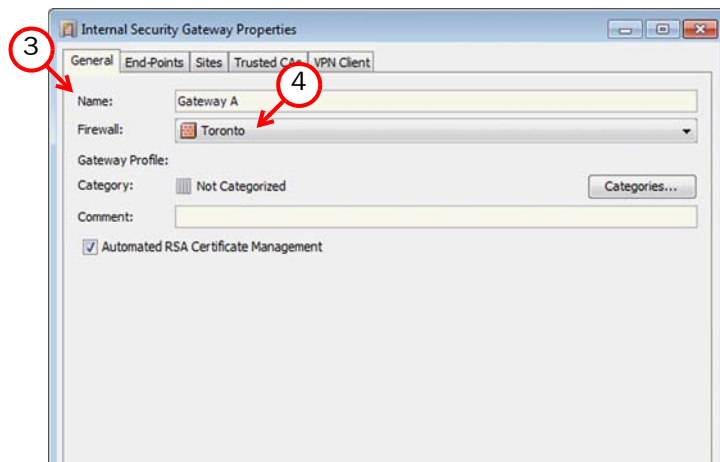 Internal Security Gateway Properties
3
General End-Points Sites Trusted CAs VPN Client
4
Name: Gateway A
Firewall: Toronto
Gateway Profile:
Category: Not Categorized Categories...
Comment:
Automated RSA Certificate Management